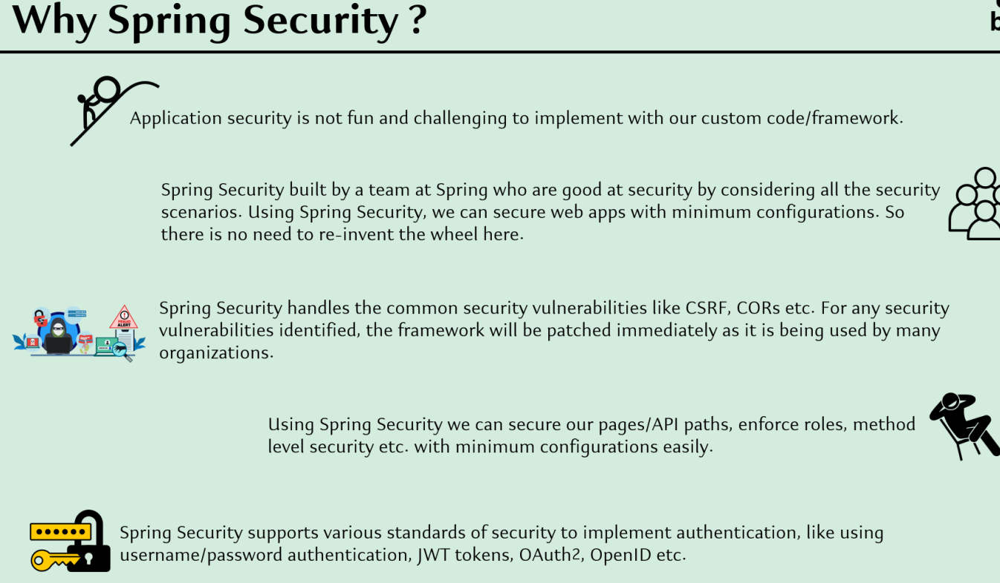 Why Spring Security ?
b
Application security is not fun and challenging to implement with our custom code/framework.
Spring Security built by a team at Spring who are good at security by considering all the security
scenarios. Using Spring Security, we can secure web apps with minimum configurations. So
there is no need to re-invent the wheel here.
FRAUD
ALERT
Spring Security handles the common security vulnerabilities like CSRF, CORs etc. For any security
vulnerabilities identified, the framework will be patched immediately as it is being used by many
organizations.
Using Spring Security we can secure our pages/API paths, enforce roles, method
level security etc. with minimum configurations easily.
Spring Security supports various standards of security to implement authentication, like using
username/password authentication, JWT tokens, OAuth2, OpenID etc.